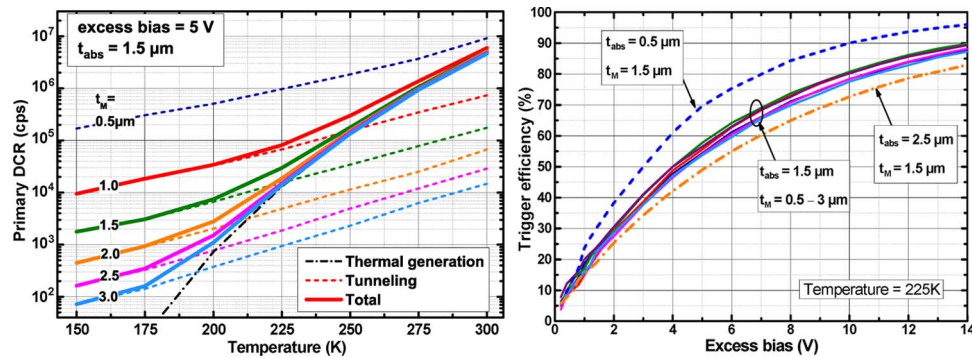 excess bias = 5 V
t_abs = 1.5 µm
t_M=
0.5µm
1.0
1.5
2.0
2.5
3.0
Thermal generation
Tunneling
Total
Primary DCR (cps)
10^7
10^6
10^5
10^4
10^3
10^2
150 175 200 225 250 275 300
Temperature (K)
Trigger efficiency (%)
100
90
80
70
60
50
40
30
20
10
0
t_abs = 0.5 µm
t_M = 1.5 µm
t_abs = 2.5 µm
t_M = 1.5 µm
t_abs = 1.5 µm
t_M = 0.5 – 3 µm
Temperature = 225K
0 2 4 6 8 10 12 14
Excess bias (V)